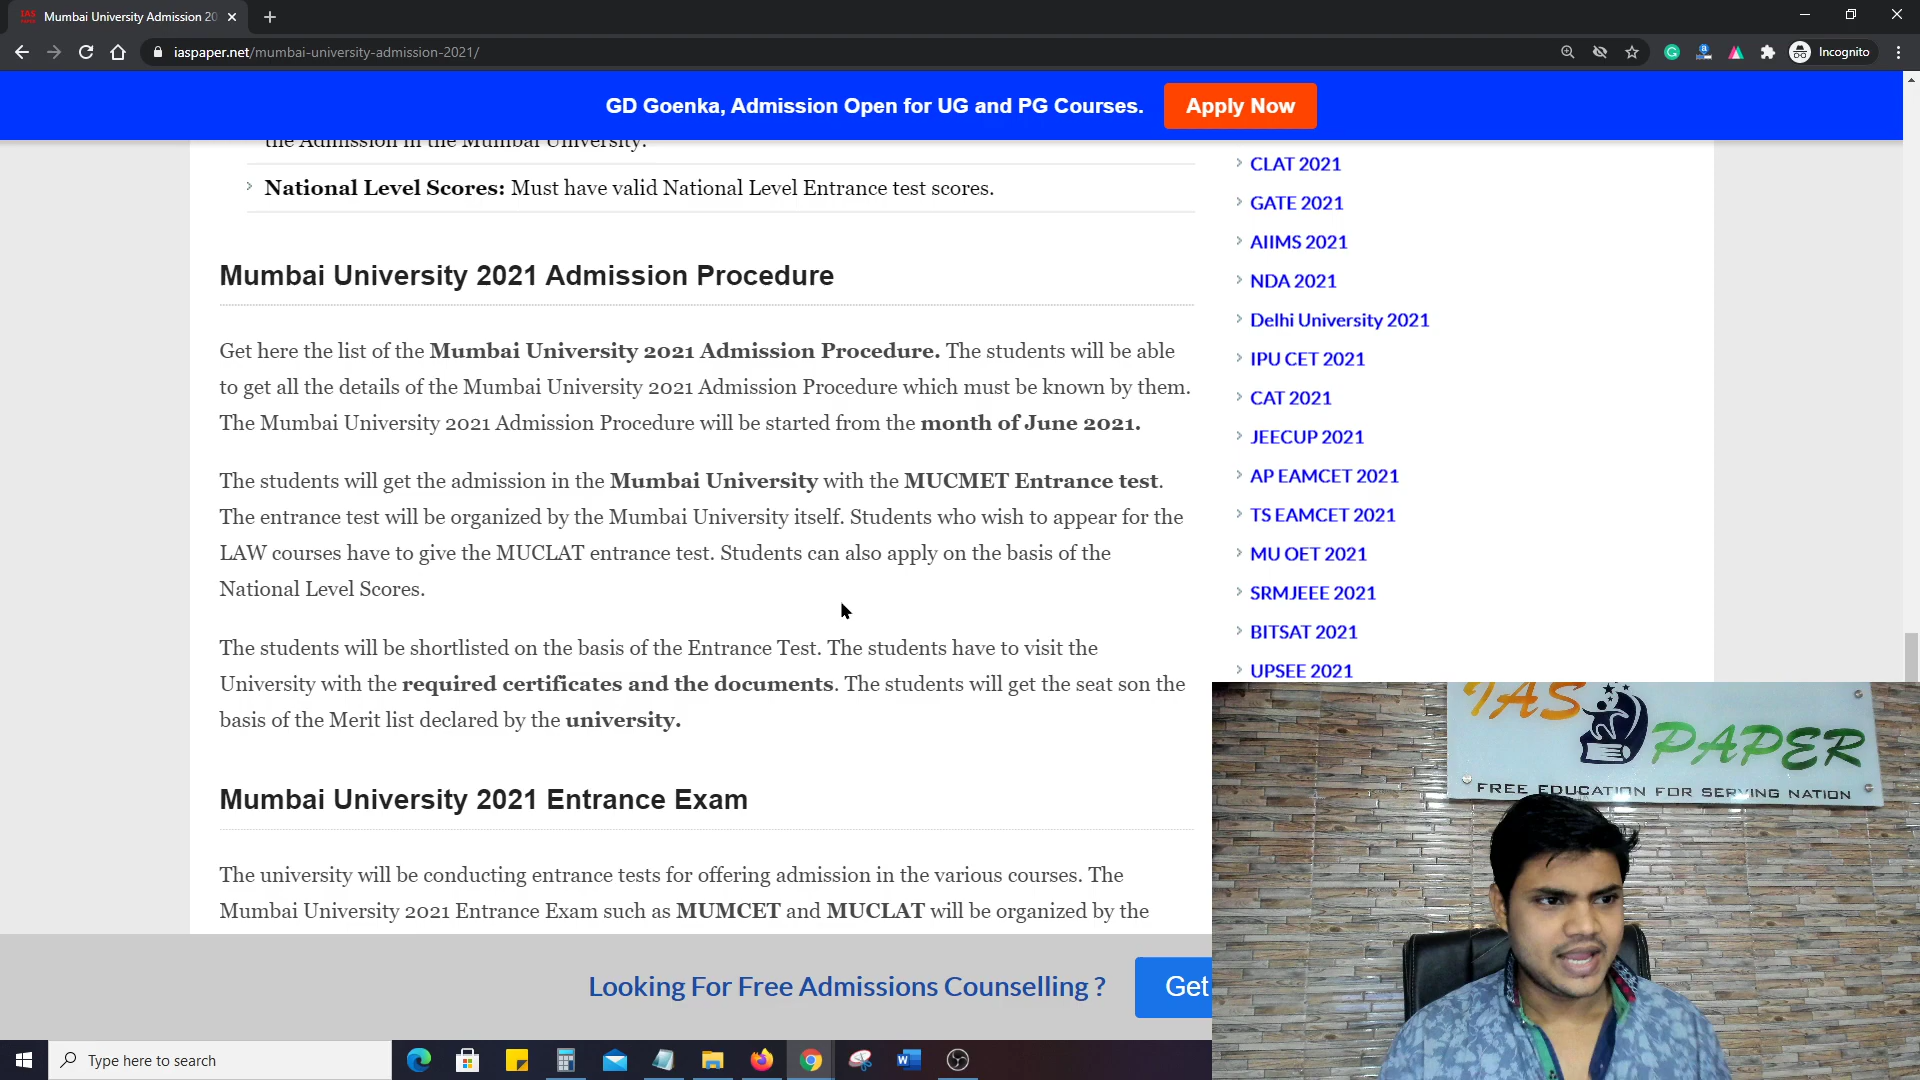 Mumbai University Admission 20
iaspaper.net/mumbai-university-admission-2021/
Incognito
GD Goenka, Admission Open for UG and PG Courses.
Apply Now
the Admission in the Mumbai University.
National Level Scores: Must have valid National Level Entrance test scores.
Mumbai University 2021 Admission Procedure
Get here the list of the Mumbai University 2021 Admission Procedure. The students will be able
to get all the details of the Mumbai University 2021 Admission Procedure which must be known by them.
The Mumbai University 2021 Admission Procedure will be started from the month of June 2021.
The students will get the admission in the Mumbai University with the MUCMET Entrance test.
The entrance test will be organized by the Mumbai University itself. Students who wish to appear for the
LAW courses have to give the MUCLAT entrance test. Students can also apply on the basis of the
National Level Scores.
The students will be shortlisted on the basis of the Entrance Test. The students have to visit the
University with the required certificates and the documents. The students will get the seat son the
basis of the Merit list declared by the university.
Mumbai University 2021 Entrance Exam
The university will be conducting entrance tests for offering admission in the various courses. The
Mumbai University 2021 Entrance Exam such as MUMCET and MUCLAT will be organized by the
CLAT 2021
GATE 2021
AIIMS 2021
NDA 2021
Delhi University 2021
IPU CET 2021
CAT 2021
JEECUP 2021
AP EAMCET 2021
TS EAMCET 2021
MU OET 2021
SRMJEEE 2021
BITSAT 2021
UPSEE 2021
IAS PAPER
FREE EDUCATION FOR SERVING NATION
Looking For Free Admissions Counselling ?
Get
Type here to search